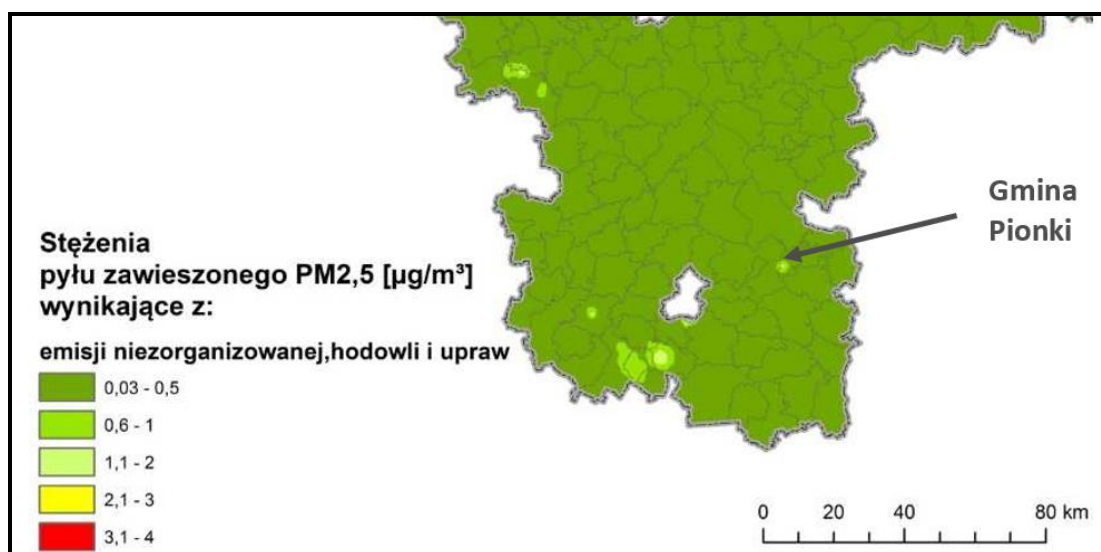 Gmina
Pionki
Stężenia
pyłu zawieszonego PM2,5 [µg/m³]
wynikające z:
emisji niezorganizowanej,hodowli i upraw
0,03 - 0,5
0,6 - 1
1,1 - 2
2,1 - 3
3,1 - 4
0 20 40 80 km